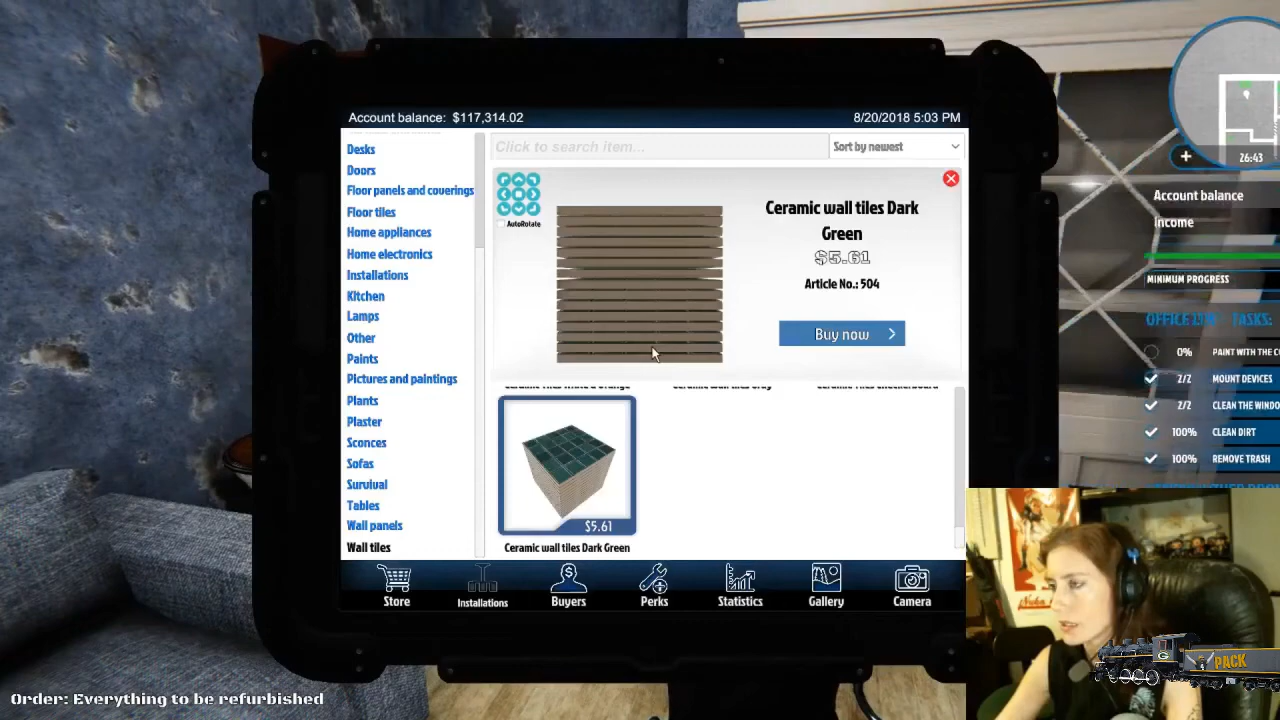 Account balance: $117,314.02
8/20/2018 5:03 PM
Desks
Doors
Floor panels and coverings
Floor tiles
Home appliances
Home electronics
Installations
Kitchen
Lamps
Other
Paints
Pictures and paintings
Plants
Plaster
Sconces
Sofas
Survival
Tables
Wall panels
Wall tiles
Click to search item...
Sort by newest
AutoRotate
Ceramic wall tiles Dark
Green
$5.61
Article No.: 504
Buy now
$5.61
Ceramic wall tiles Dark Green
Store
Installations
Buyers
Perks
Statistics
Gallery
Camera
26:43
Account balance
income
MINIMUM PROGRESS
TASKS:
0% PAINT WITH THE
2/2 MOUNT DEVICES
2/2 CLEAN THE
100% CLEAN DIRT
100% REMOVE TRASH
PACK
Order: Everything to be refurbished